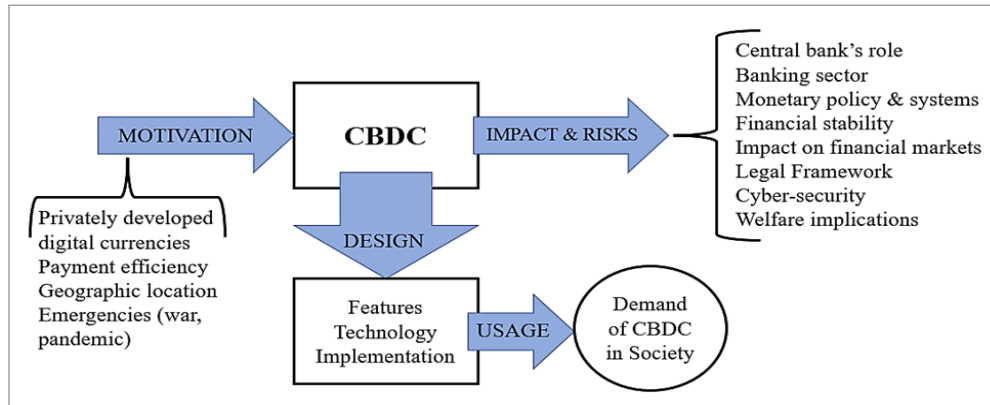 MOTIVATION
Privately developed
digital currencies
Payment efficiency
Geographic location
Emergencies (war,
pandemic)
CBDC
IMPACT & RISKS
Central bank’s role
Banking sector
Monetary policy & systems
Financial stability
Impact on financial markets
Legal Framework
Cyber-security
Welfare implications
DESIGN
Features
Technology
Implementation
USAGE
Demand
of CBDC
in Society